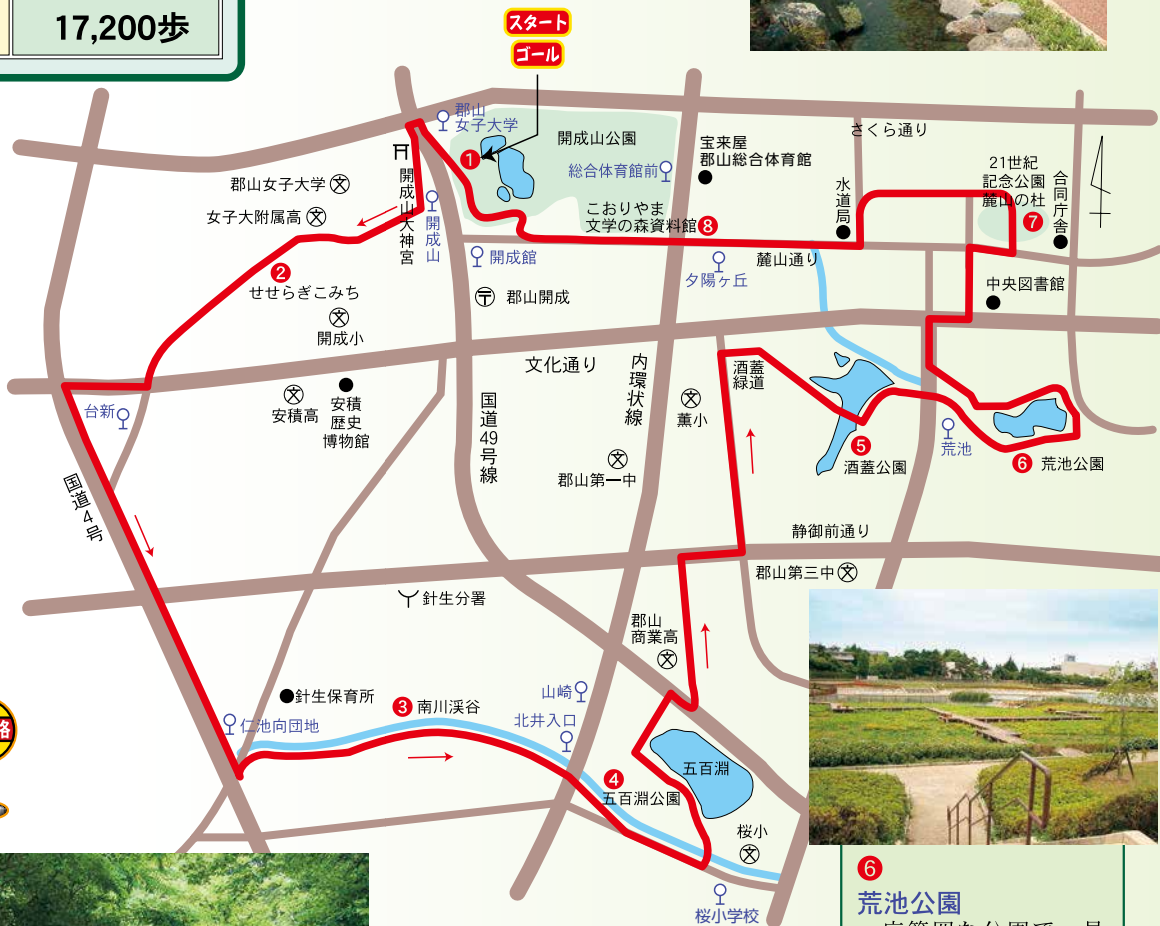 17,200歩
スタート
ゴール
郡山
女子大学
開成山公園
さくら通り
宝来屋
郡山総合体育館
総合体育館前
1
21世紀
記念公園
麓山の杜
7
合同庁舎
水道局
郡山女子大学
女子大附属高
開成山大神宮
開成山
こおりやま
文学の森資料館
8
開成館
夕陽ヶ丘
麓山通り
2
せせらぎこみち
開成小
郡山開成
中央図書館
文化通り
内環状線
酒蓋
緑道
安積高
安積
歴史
博物館
国道49号線
薫小
台新
荒池
5
酒蓋公園
6
荒池公園
郡山第一中
国道4号
静御前通り
郡山第三中
針生分署
郡山
商業高
針生保育所
3
南川渓谷
山崎
北井入口
仁池向団地
五百淵
4
五百淵公園
桜小
桜小学校
路
6
荒池公園